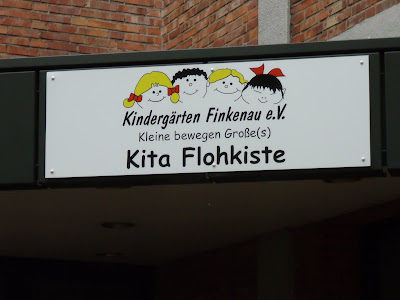 Kindergärten Finkenau e.V.
Kleine bewegen Große(s)
Kita Flohkiste